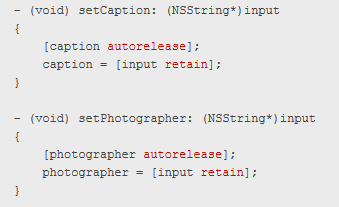 - (void) setCaption: (NSString*)input
{
    [caption autorelease];
    caption = [input retain];
}
- (void) setPhotographer: (NSString*)input
{
    [photographer autorelease];
    photographer = [input retain];
}